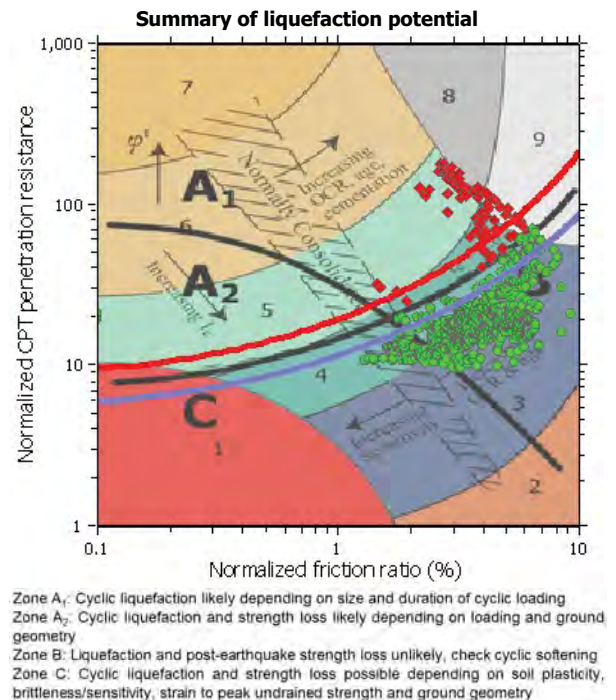 Summary of liquefaction potential
Normalized CPT penetration resistance
1,000
100
10
1
7
8
9
φ'
A1
Increasing
OCR, age,
cementation
Normally Consolid
6
A2
Increasing It
5
4
C
1
Increasing
3
2
0.1
1
10
Normalized friction ratio (%)
Zone A1: Cyclic liquefaction likely depending on size and duration of cyclic loading
Zone A2: Cyclic liquefaction and strength loss likely depending on loading and ground
geometry
Zone B: Liquefaction and post-earthquake strength loss unlikely, check cyclic softening
Zone C: Cyclic liquefaction and strength loss possible depending on soil plasticity,
brittleness/sensitivity, strain to peak undrained strength and ground geometry